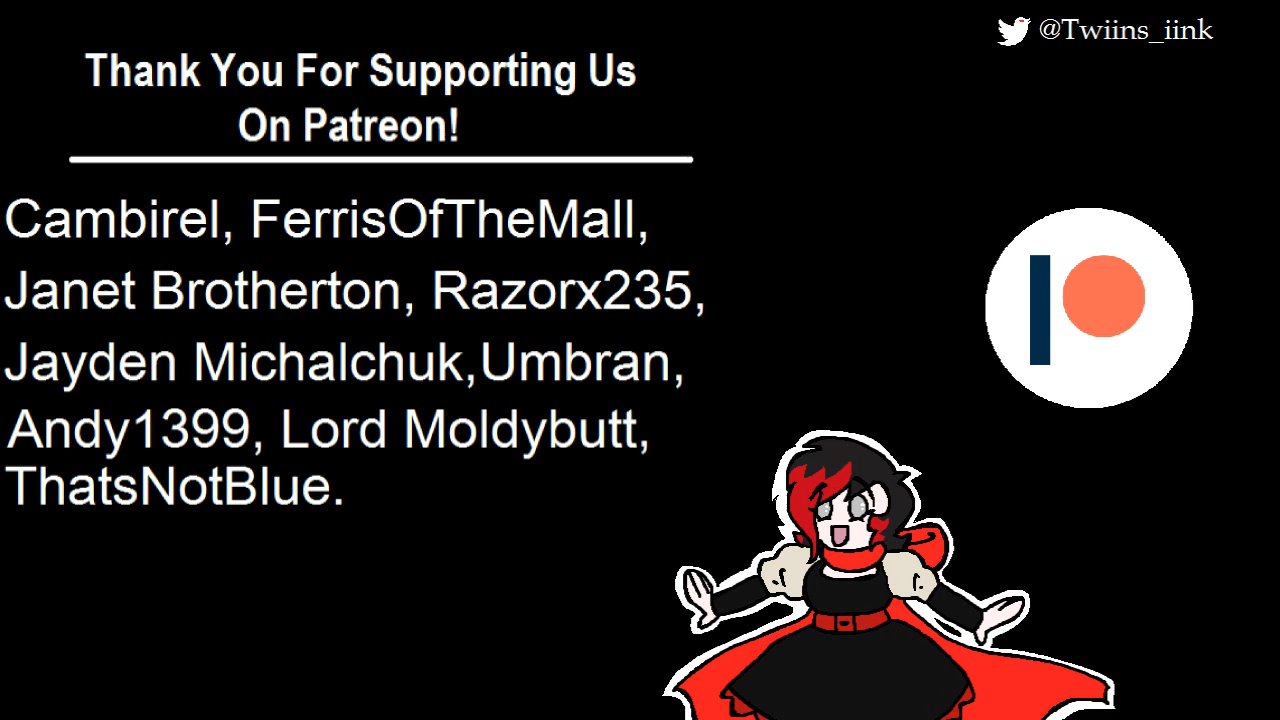 @Twiins_iink
Thank You For Supporting Us
On Patreon!
Cambirel, FerrisOfTheMall,
Janet Brotherton, Razorx235,
Jayden Michalchuk,Umbran,
Andy1399, Lord Moldybutt,
ThatsNotBlue.